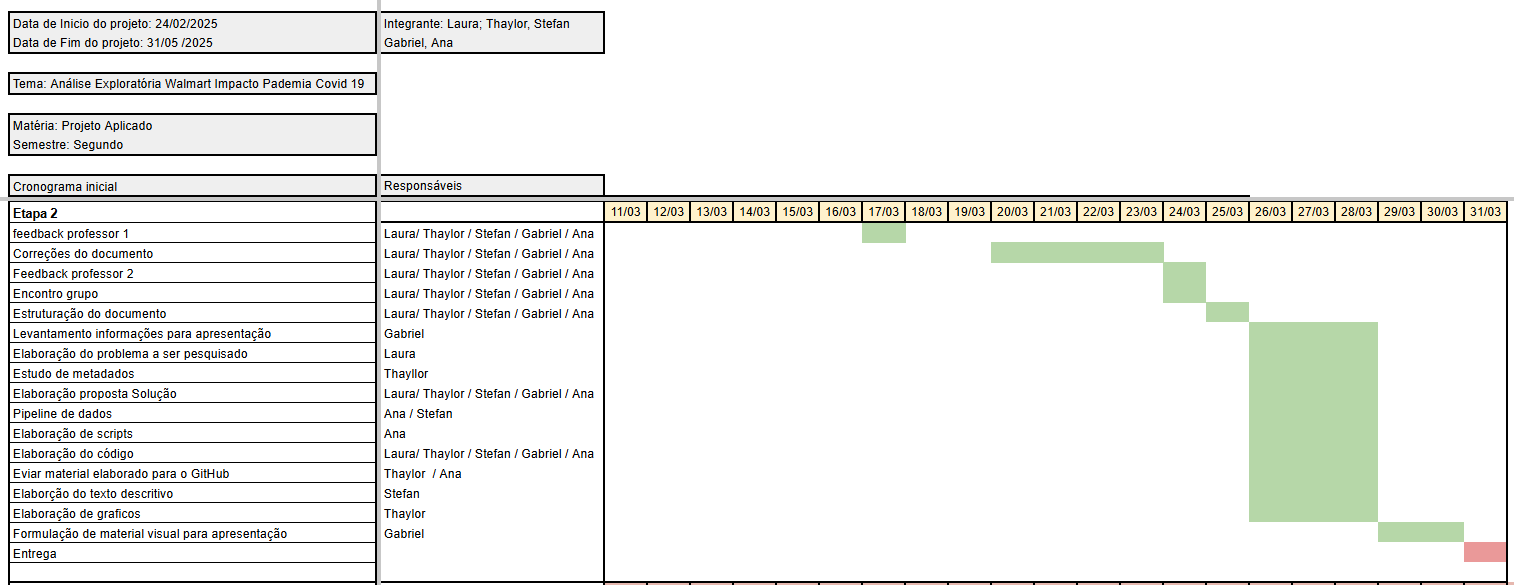 Data de Inicio do projeto: 24/02/2025
Data de Fim do projeto: 31/05 /2025
Integrante: Laura; Thaylor, Stefan
Gabriel, Ana
Tema: Análise Exploratória Walmart Impacto Pademia Covid 19
Matéria: Projeto Aplicado
Semestre: Segundo
Cronograma inicial Responsáveis
Etapa 2 11/03 12/03 13/03 14/03 15/03 16/03 17/03 18/03 19/03 20/03 21/03 22/03 23/03 24/03 25/03 26/03 27/03 28/03 29/03 30/03 31/03
feedback professor 1 Laura/ Thaylor / Stefan / Gabriel / Ana
Correções do documento Laura/ Thaylor / Stefan / Gabriel / Ana
Feedback professor 2 Laura/ Thaylor / Stefan / Gabriel / Ana
Encontro grupo Laura/ Thaylor / Stefan / Gabriel / Ana
Estruturação do documento Laura/ Thaylor / Stefan / Gabriel / Ana
Levantamento informações para apresentação Gabriel
Elaboração do problema a ser pesquisado Laura
Estudo de metadados Thayllor
Elaboração proposta Solução Laura/ Thaylor / Stefan / Gabriel / Ana
Pipeline de dados Ana / Stefan
Elaboração de scripts Ana
Elaboração do código Laura/ Thaylor / Stefan / Gabriel / Ana
Eviar material elaborado para o GitHub Thaylor / Ana
Elaborção do texto descritivo Stefan
Elaboração de graficos Thaylor
Formulação de material visual para apresentação Gabriel
Entrega